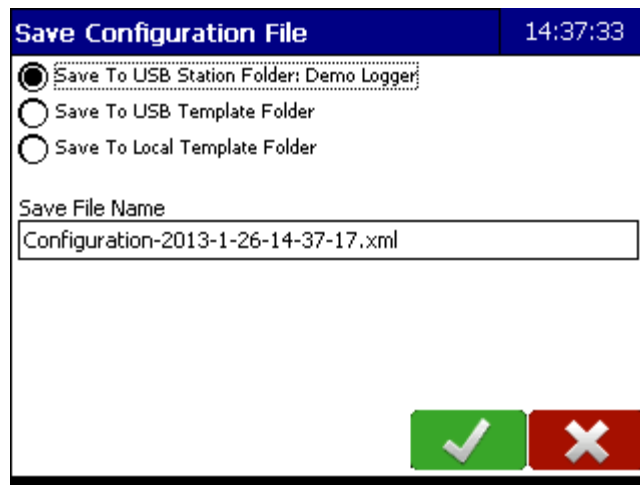 Save Configuration File 14:37:33
Save To USB Station Folder: Demo Logger
Save To USB Template Folder
Save To Local Template Folder
Save File Name
Configuration-2013-1-26-14-37-17.xml